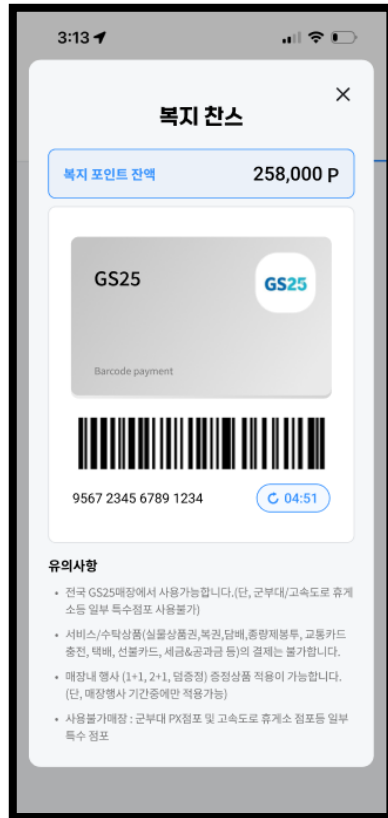 3:13
복지 찬스
복지 포인트 잔액 258,000 P
GS25
GS25
Barcode payment
9567 2345 6789 1234 04:51
유의사항
• 전국 GS25매장에서 사용가능합니다.(단, 군부대/고속도로 휴게
소등 일부 특수점포 사용불가)
• 서비스/수탁상품(실물상품권,복권,담배,종량제봉투, 교통카드
충전, 택배, 선불카드, 세금&공과금 등)의 결제는 불가합니다.
• 매장내 행사 (1+1, 2+1, 덤증정) 증정상품 적용이 가능합니다.
(단, 매장행사 기간중에만 적용가능)
• 사용불가매장 : 군부대 PX점포 및 고속도로 휴게소 점포등 일부
특수 점포